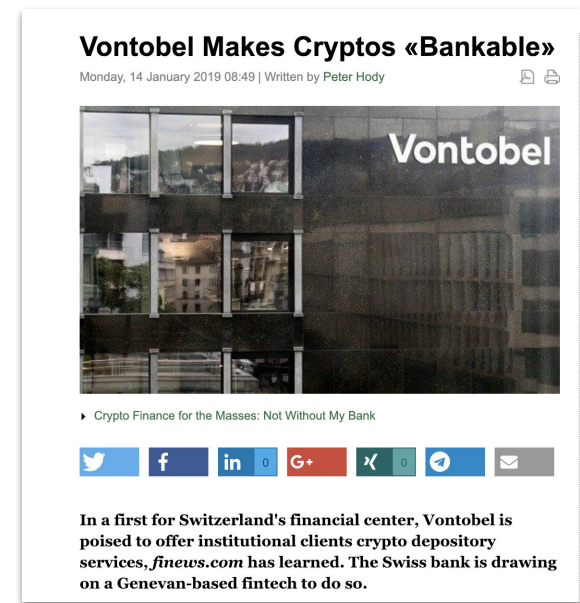 Vontobel Makes Cryptos «Bankable»
Monday, 14 January 2019 08:49 | Written by Peter Hody
Vontobel
Crypto Finance for the Masses: Not Without My Bank
in 0 G+ 0
In a first for Switzerland's financial center, Vontobel is
poised to offer institutional clients crypto depository
services, finews.com has learned. The Swiss bank is drawing
on a Genevan-based fintech to do so.